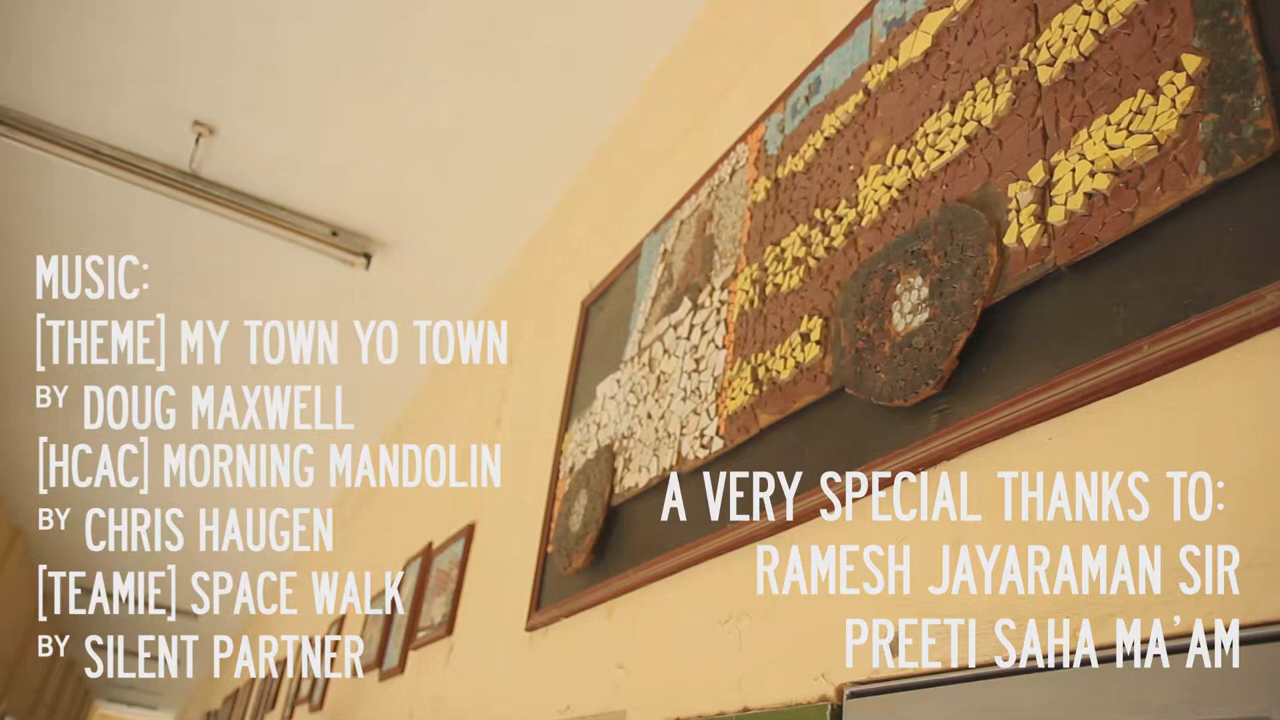 MUSIC:
[THEME] MY TOWN YO TOWN
BY DOUG MAXWELL
[HCAC] MORNING MANDOLIN
BY CHRIS HAUGEN
[TEAMIE] SPACE WALK
BY SILENT PARTNER
A VERY SPECIAL THANKS TO:
RAMESH JAYARAMAN SIR
PREETI SAHA MA'AM